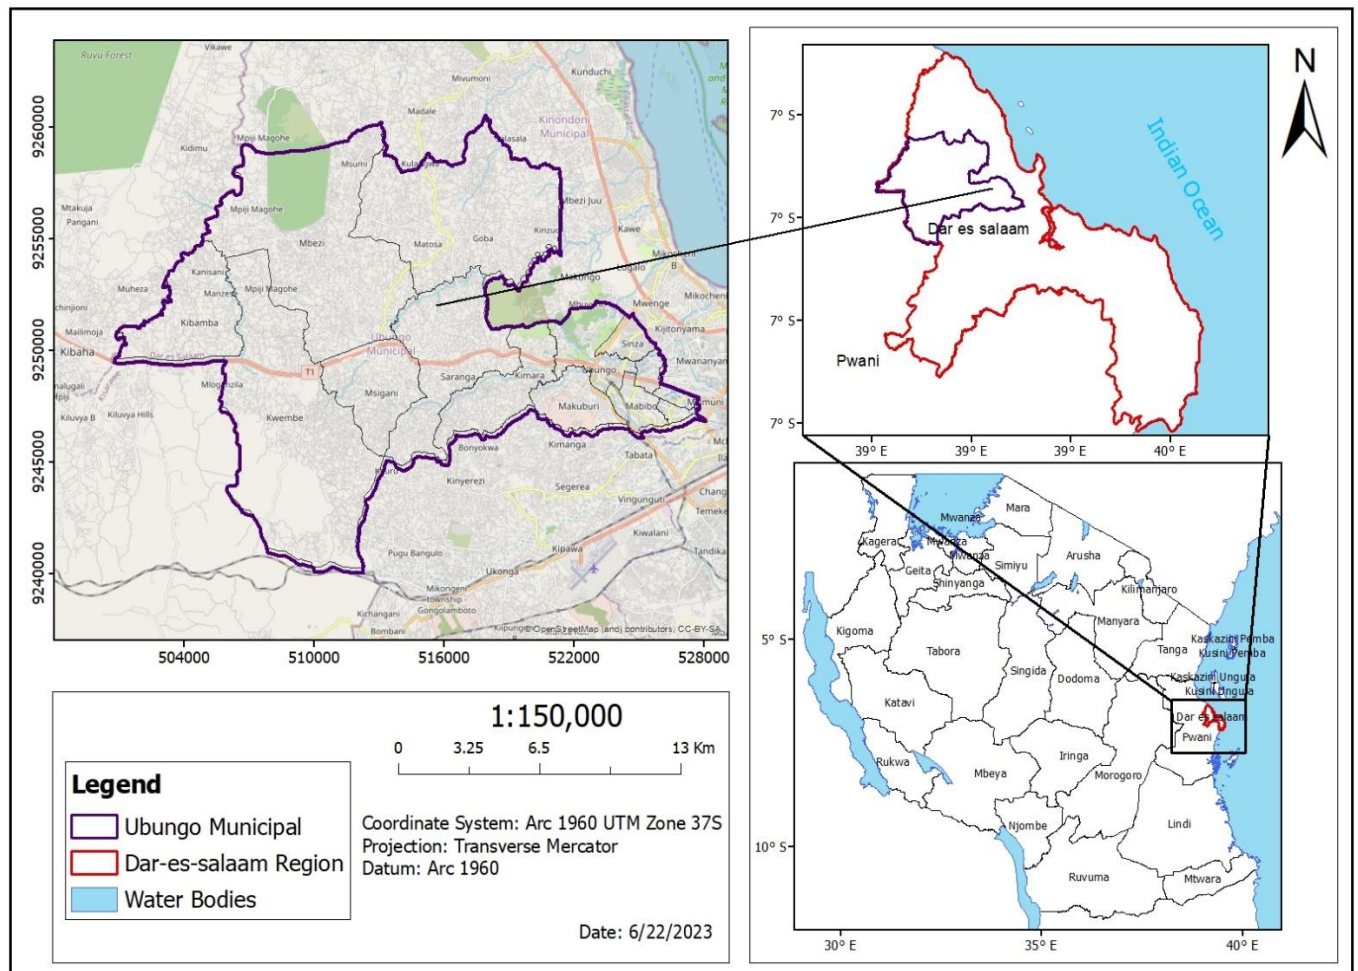 Ruvu Forest
Vikawe
Kunduchi
Mivumoni
Madale
Kinondoni
Municipal
Mpiji Magohe
Kidimu
Msumi
Mbezi Juu
Mtakuja
Pangani
Mpiji Magohe
Mbezi
Matosa
Goba
Kawe
Kanisani
Muheza
Manzese
Mpiji Magohe
Mwenge
Mikocheni
Kibamba
Mailimoja
Kibaha
Dar es Salaam
Ubungo
Municipal
Kijitonyama
Sinza
T1
Saranga
Kimara
Ubungo
Msigani
Makuburi
Mabibo
Kiluvya B
Kiluvya Hills
Kwembe
Bonyokwa
Kimanga
Tabata
Kinyerezi
Segerea
Vingunguti
Temeke
Kiwalani
Pugu Bangulo
Kipawa
Ukonga
Mikongeni
township -
Gongolamboto
Kichangani
Bombani
© OpenStreetMap (and) contributors, CC-BY-SA
9260000
9255000
9250000
9245000
9240000
504000
510000
516000
522000
528000
N
7° S
7° S
7° S
7° S
Indian Ocean
Dar es salaam
Pwani
39 E
39 E
39 E
40 E
Mara
Mwanza
Kagera
Mwanza
Mwanza
Simiyu
Arusha
Geita
Shinyanga
Kilimanjaro
Manyara
Kigoma
Tabora
Singida
Dodoma
Tanga
Kaskazini Pemba
Kusini Pemba
Kaskazini Unguja
Kusini Unguja
Katavi
Dar es salaam
Pwani
Rukwa
Mbeya
Iringa
Morogoro
Njombe
Lindi
Ruvuma
Mtwara
5° S
10° S
30° E
35° E
40° E
1:150,000
0 3.25 6.5 13 Km
Legend
Ubungo Municipal
Dar-es-salaam Region
Water Bodies
Coordinate System: Arc 1960 UTM Zone 37S
Projection: Transverse Mercator
Datum: Arc 1960
Date: 6/22/2023